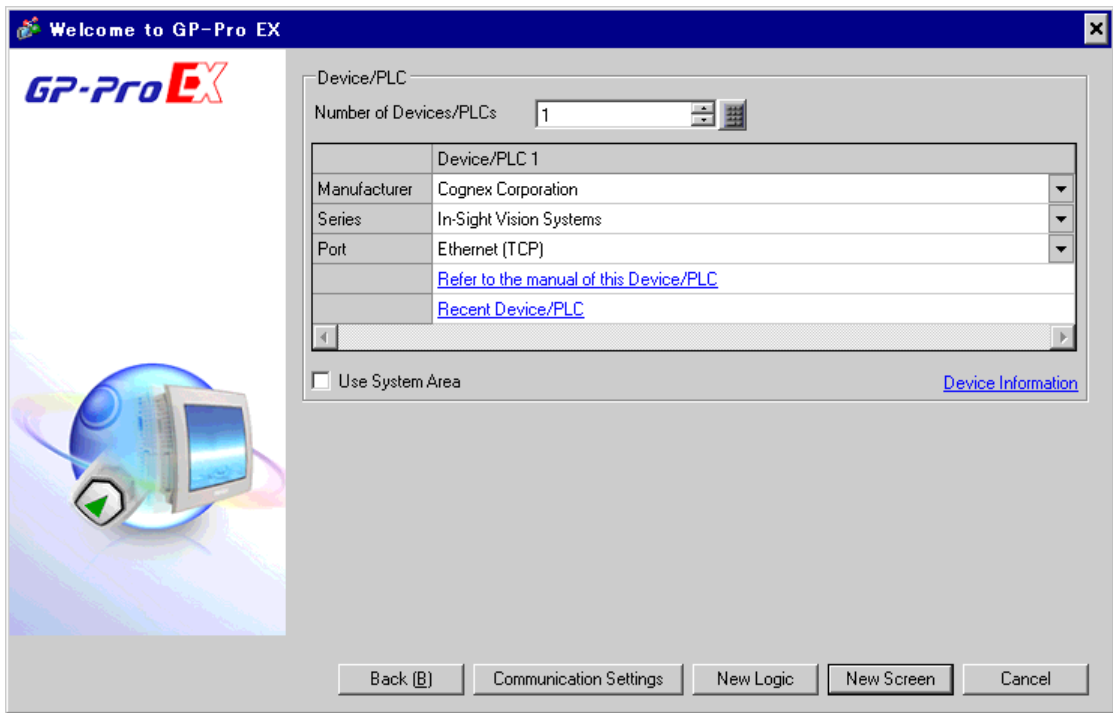 Welcome to GP-Pro EX
GP-Pro EX
Device/PLC
Number of Devices/PLCs 1
Device/PLC 1
Manufacturer Cognex Corporation
Series In-Sight Vision Systems
Port Ethernet (TCP)
Refer to the manual of this Device/PLC
Recent Device/PLC
Use System Area Device Information
Back (B) Communication Settings New Logic New Screen Cancel